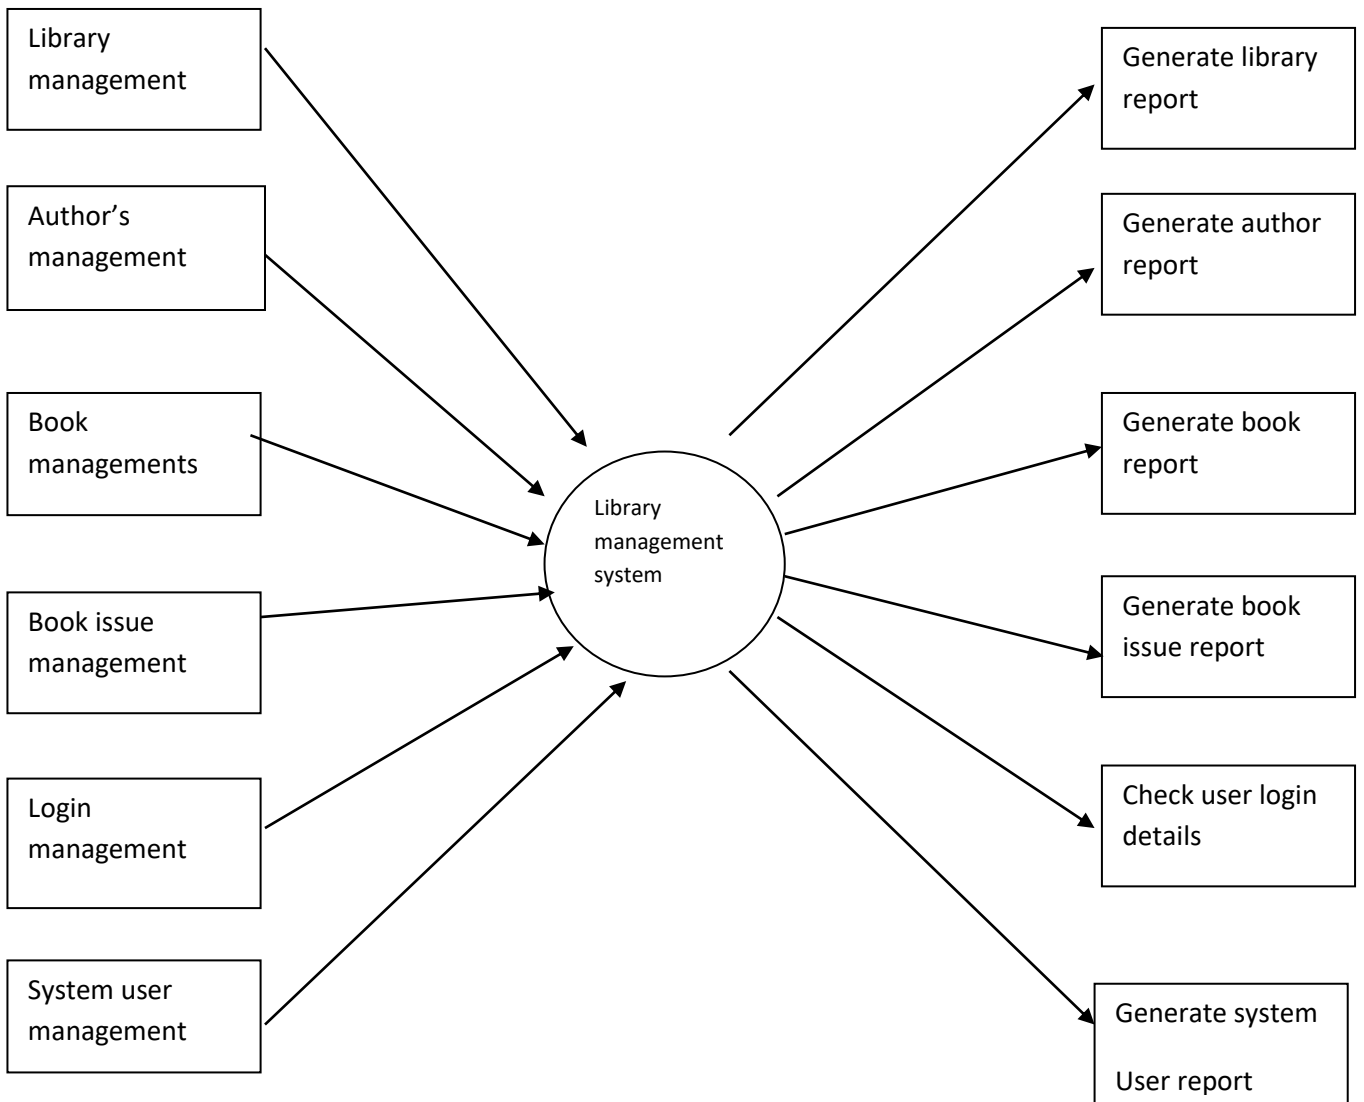 Library
management
Author’s
management
Book
managements
Book issue
management
Login
management
System user
management
Library
management
system
Generate library
report
Generate author
report
Generate book
report
Generate book
issue report
Check user login
details
Generate system
User report